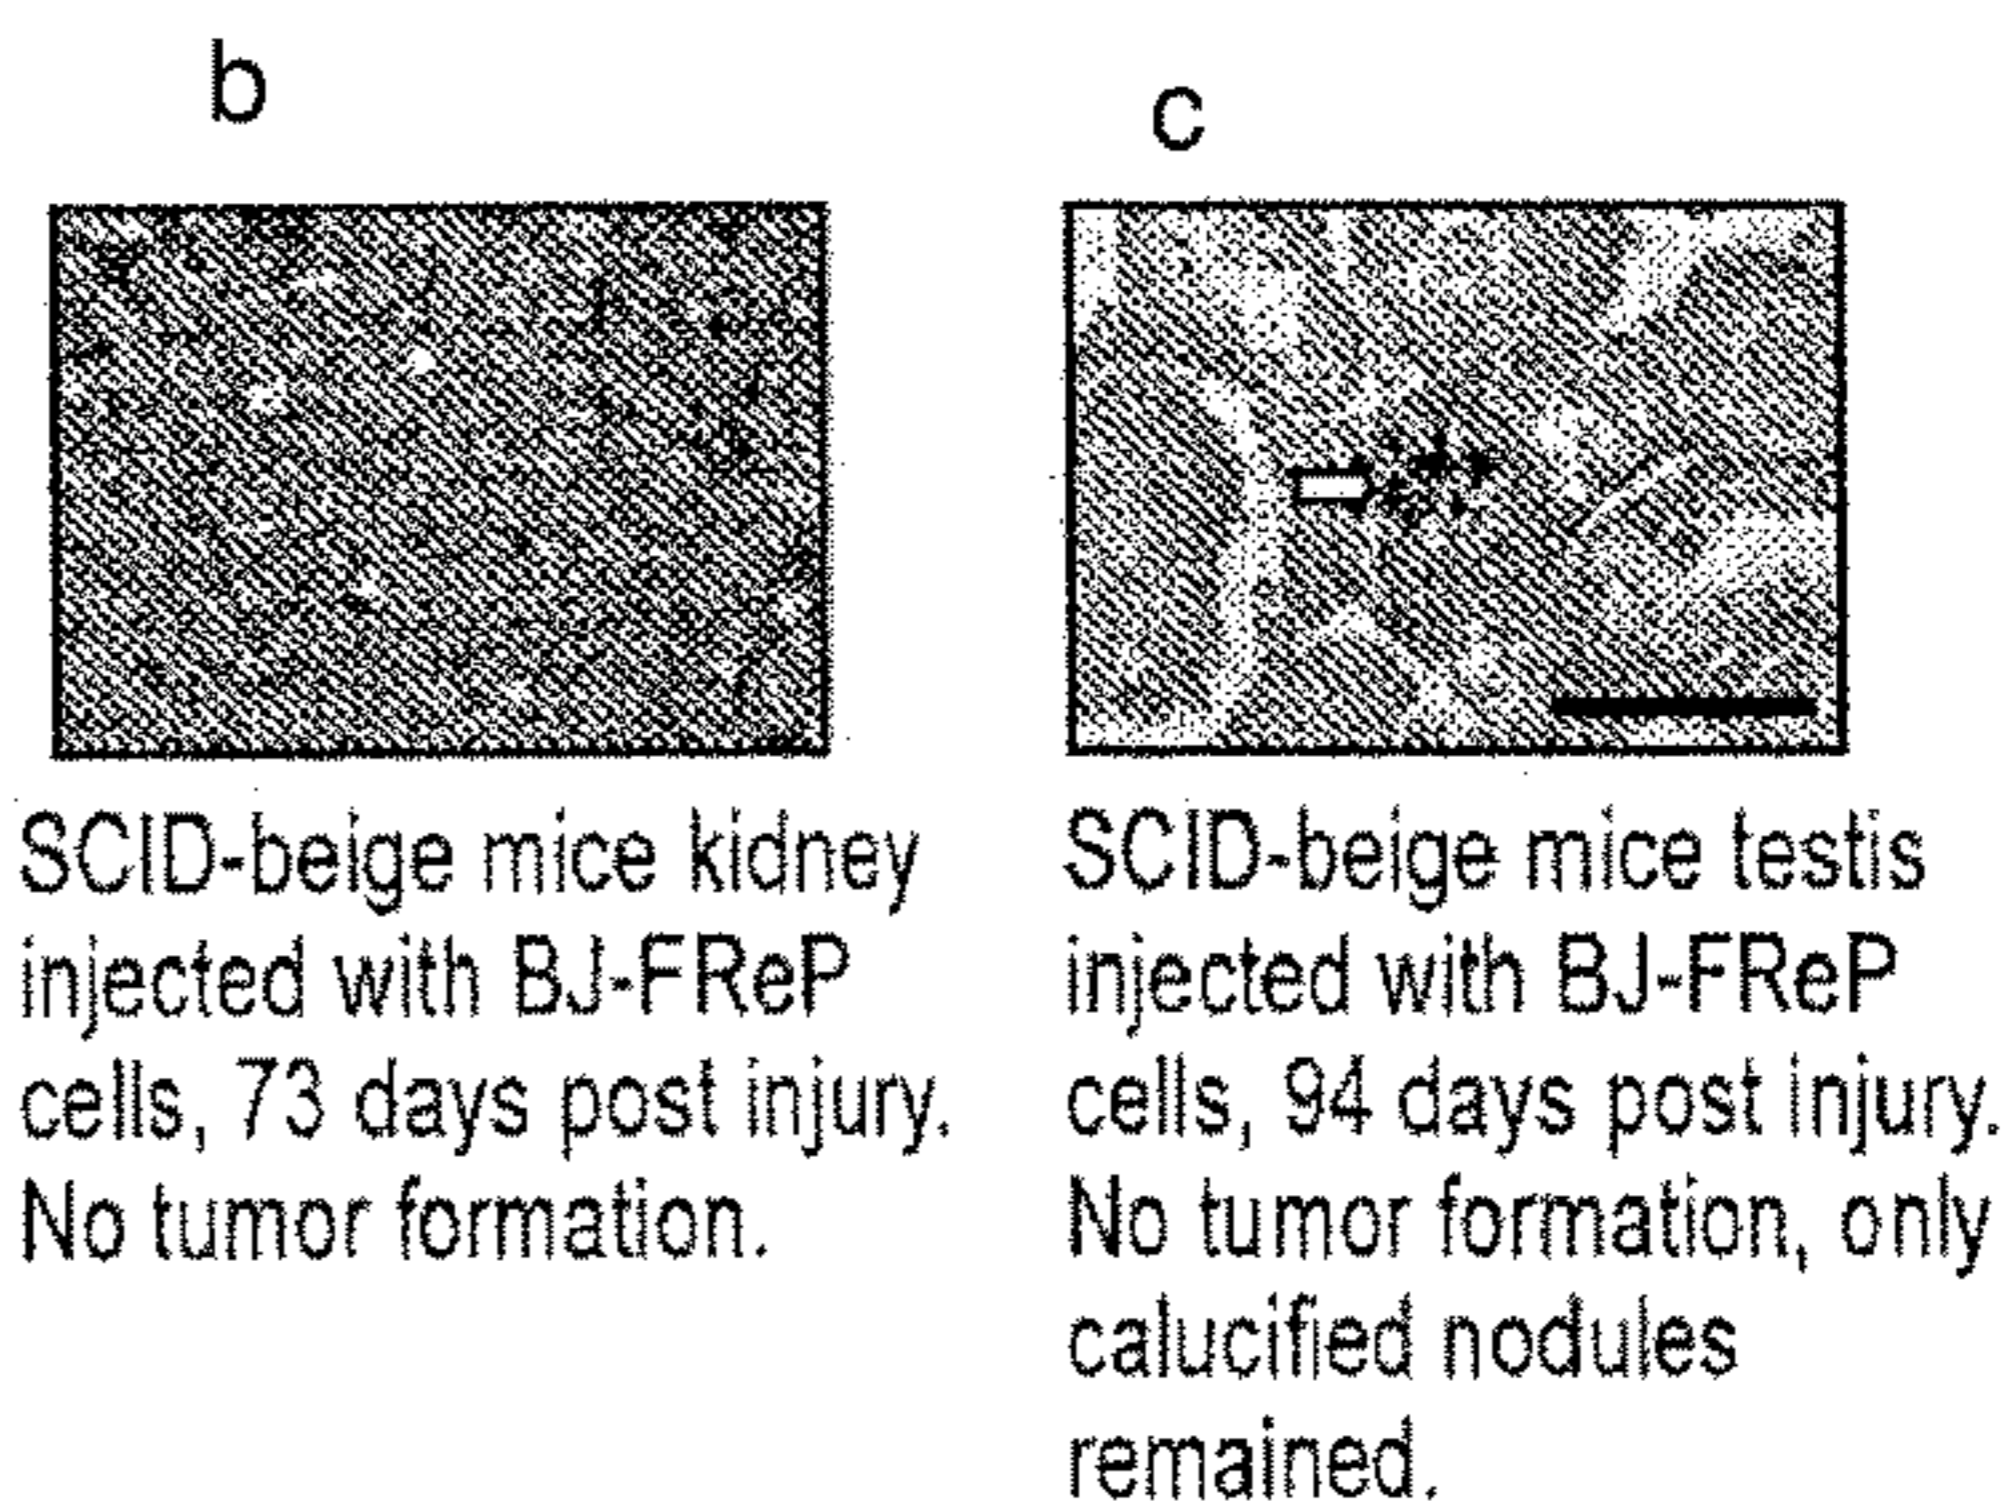 b
SCID-beige mice kidney
injected with BJ-FReP
cells, 73 days post injury.
No tumor formation.
c
SCID-beige mice testis
injected with BJ-FReP
cells, 94 days post injury.
No tumor formation, only
calucified nodules
remained.